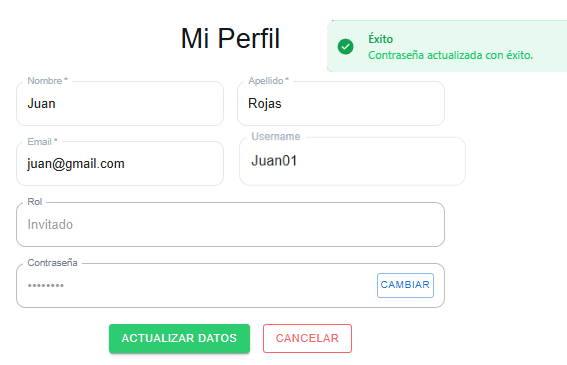 Mi Perfil
Éxito
Contraseña actualizada con éxito.
Nombre *
Juan
Apellido *
Rojas
Email *
juan@gmail.com
Username
Juan01
Rol
Invitado
Contraseña
••••••••
CAMBIAR
ACTUALIZAR DATOS
CANCELAR